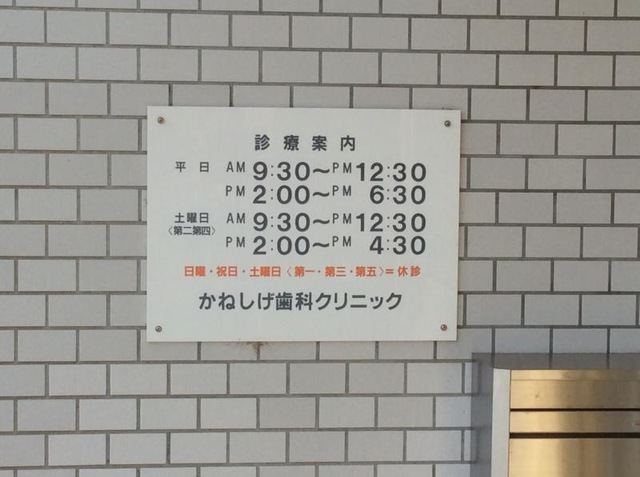 診療案内
平日 AM 9:30～PM 12:30
PM 2:00～PM 6:30
土曜日 AM 9:30～PM 12:30
〈第二第四〉 PM 2:00～PM 4:30
日曜・祝日・土曜日〈第一・第三・第五〉＝休診
かねしげ歯科クリニック